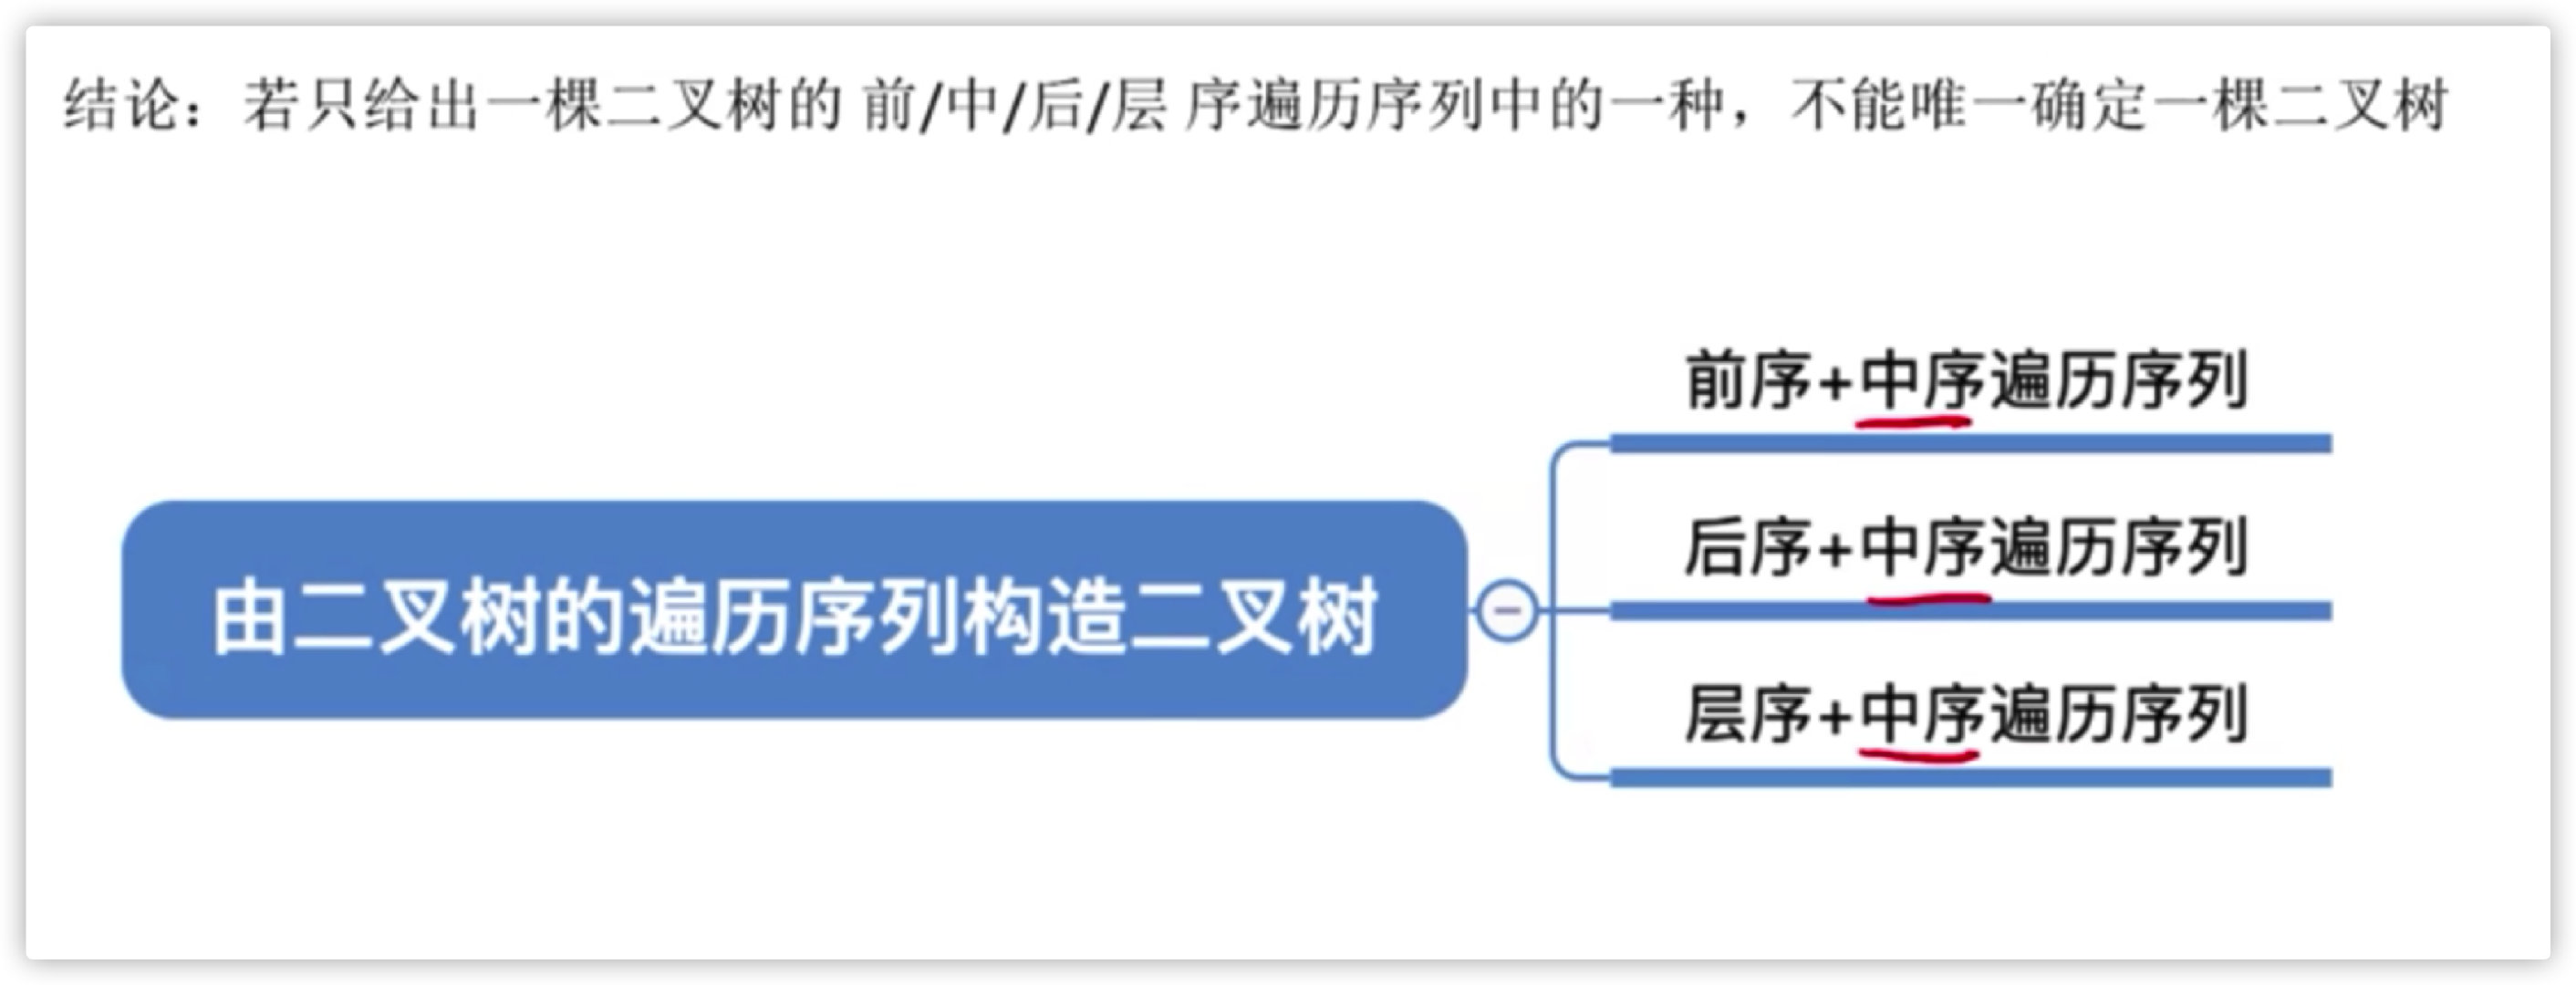 结论：若只给出一棵二叉树的 前/中/后/层 序遍历序列中的一种，不能唯一确定一棵二叉树
前序+中序遍历序列
后序+中序遍历序列
由二叉树的遍历序列构造二叉树
层序+中序遍历序列